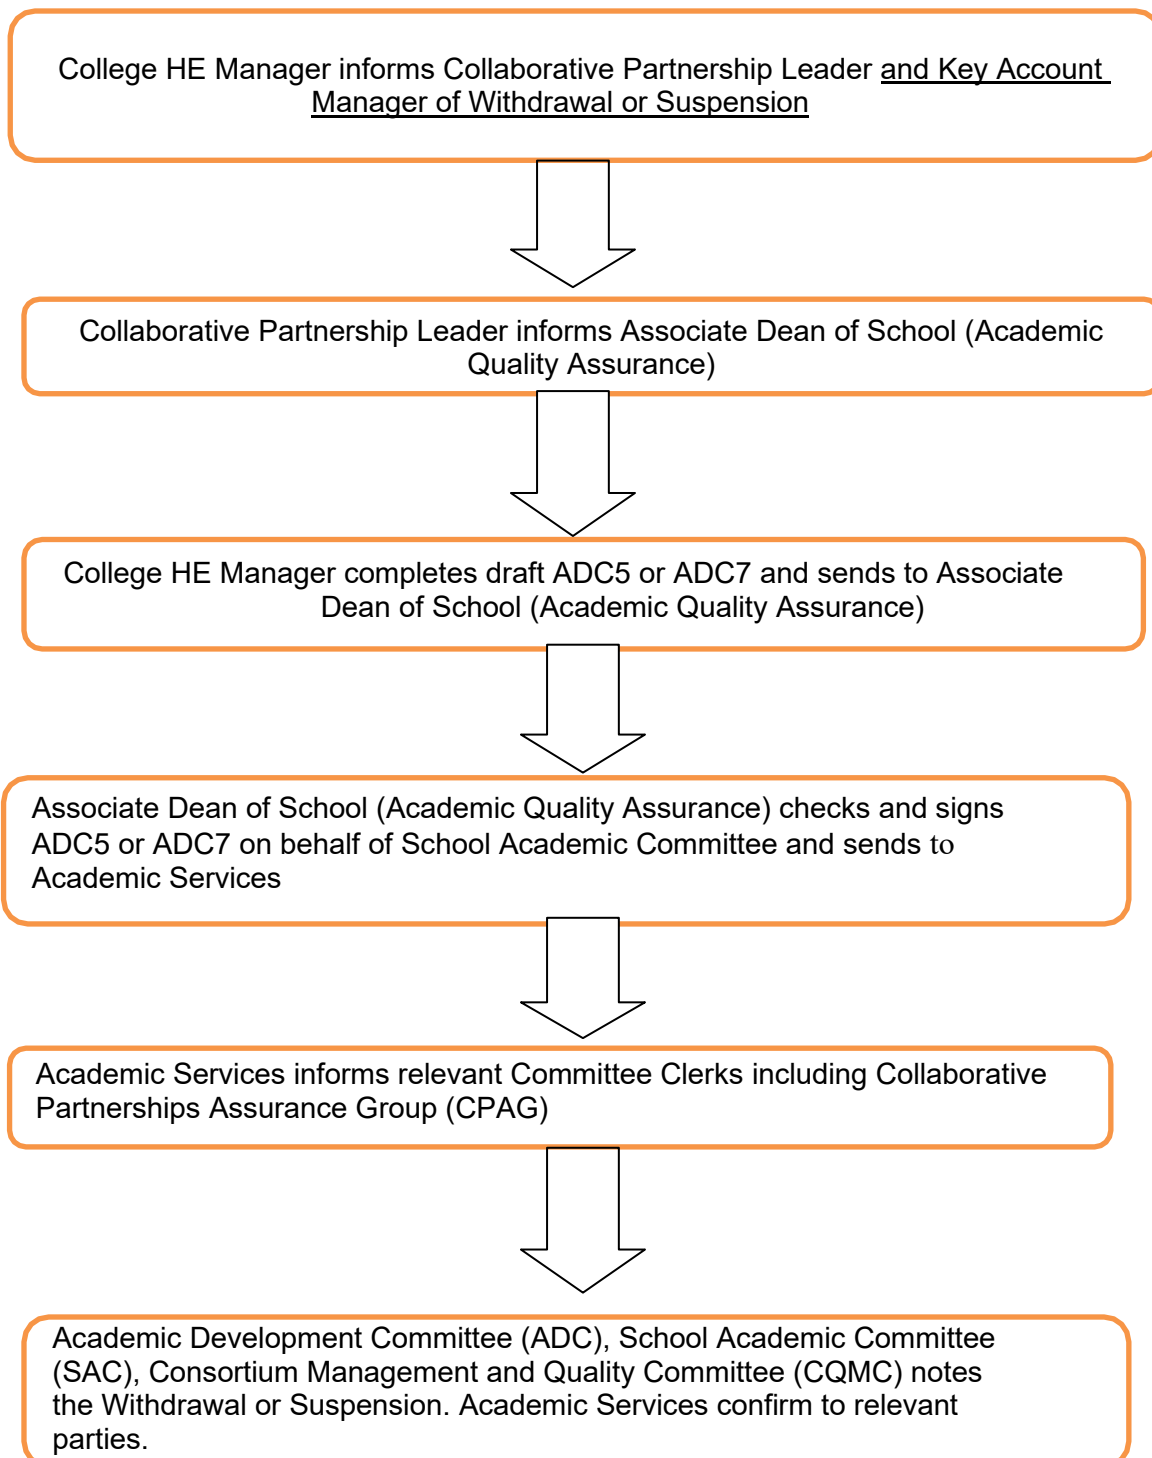 College HE Manager informs Collaborative Partnership Leader and Key Account
Manager of Withdrawal or Suspension
Collaborative Partnership Leader informs Associate Dean of School (Academic
Quality Assurance)
College HE Manager completes draft ADC5 or ADC7 and sends to Associate
Dean of School (Academic Quality Assurance)
Associate Dean of School (Academic Quality Assurance) checks and signs
ADC5 or ADC7 on behalf of School Academic Committee and sends to
Academic Services
Academic Services informs relevant Committee Clerks including Collaborative
Partnerships Assurance Group (CPAG)
Academic Development Committee (ADC), School Academic Committee
(SAC), Consortium Management and Quality Committee (CQMC) notes
the Withdrawal or Suspension. Academic Services confirm to relevant
parties.